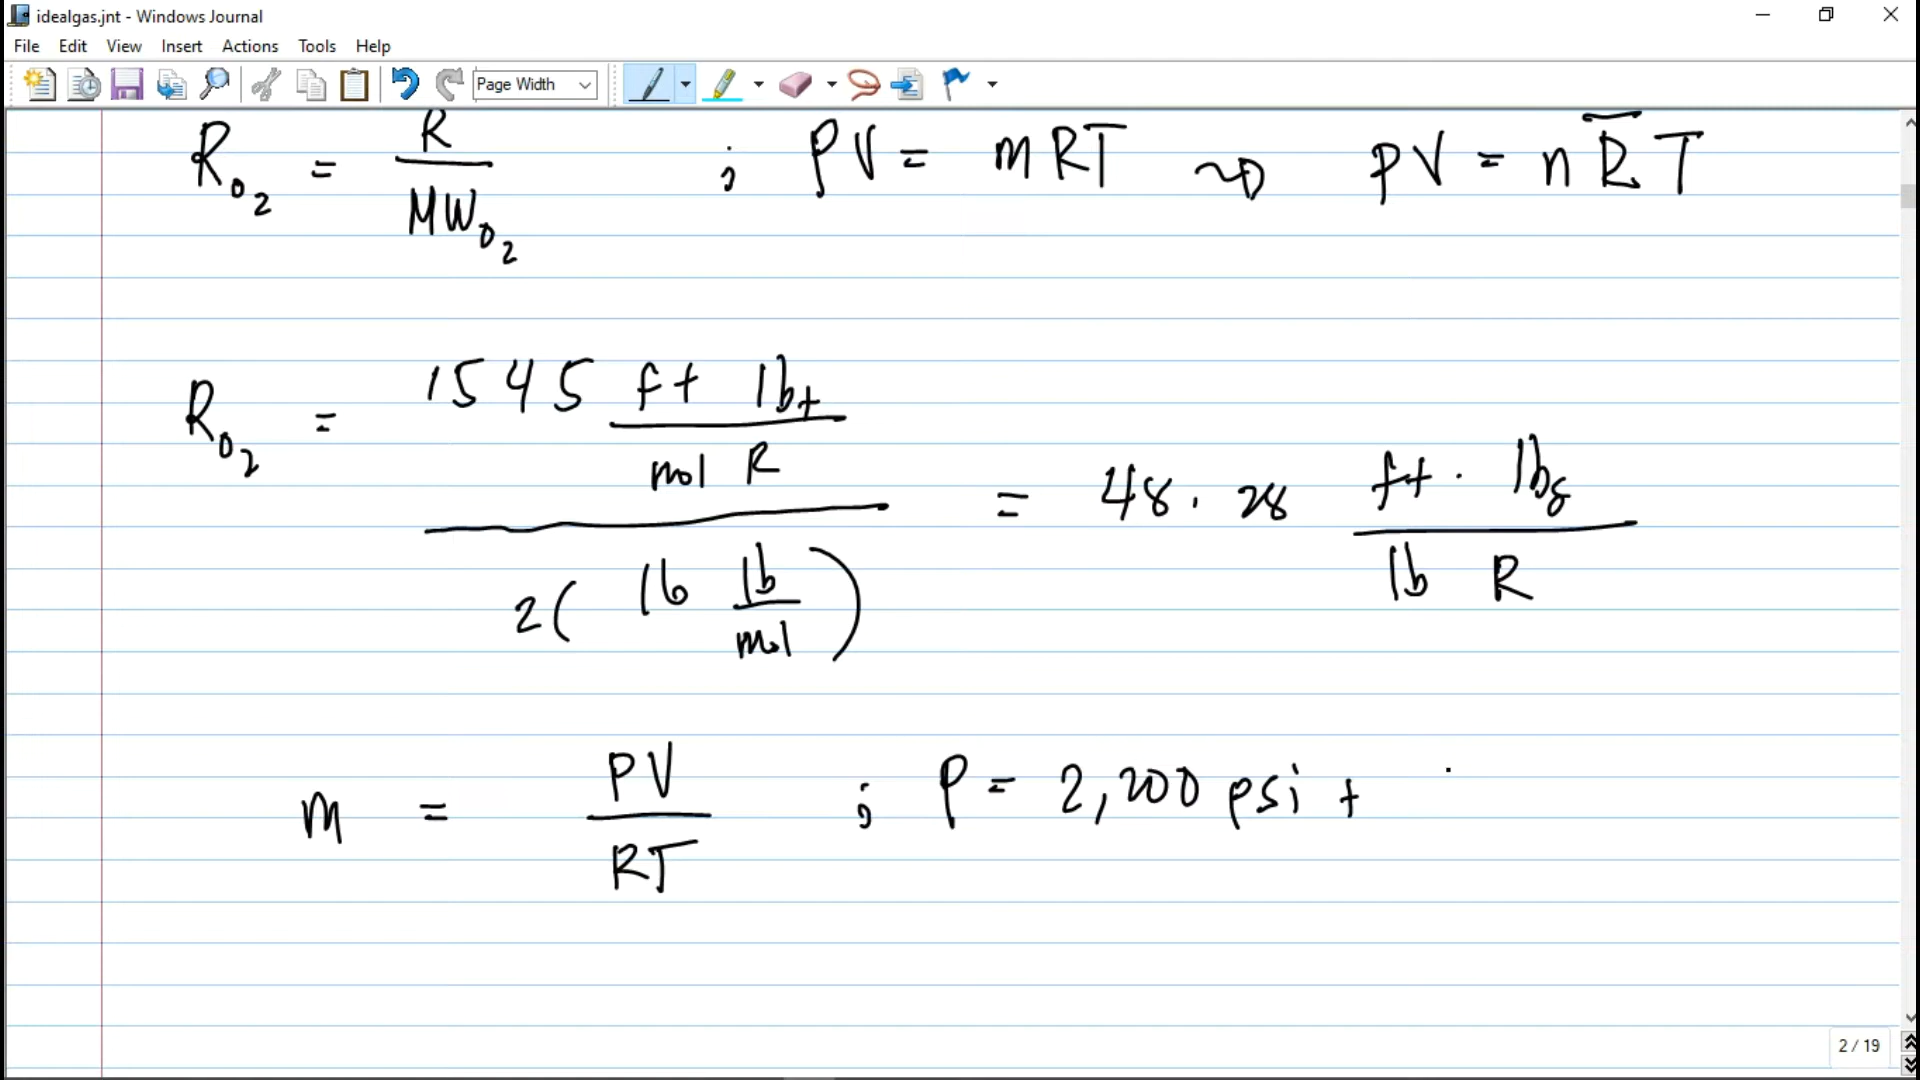 idealgas.jnt - Windows Journal
File Edit View Insert Actions Tools Help
Page Width
R_O2 = R / MW_O2 ; PV = mRT ⇝ PV = nR̅T
R_O2 = 1545 ft lbf / mol R / 2(16 lb/mol) = 48.28 ft·lbf / lb R
m = PV / RT ; P = 2,200 psi +
2 / 19